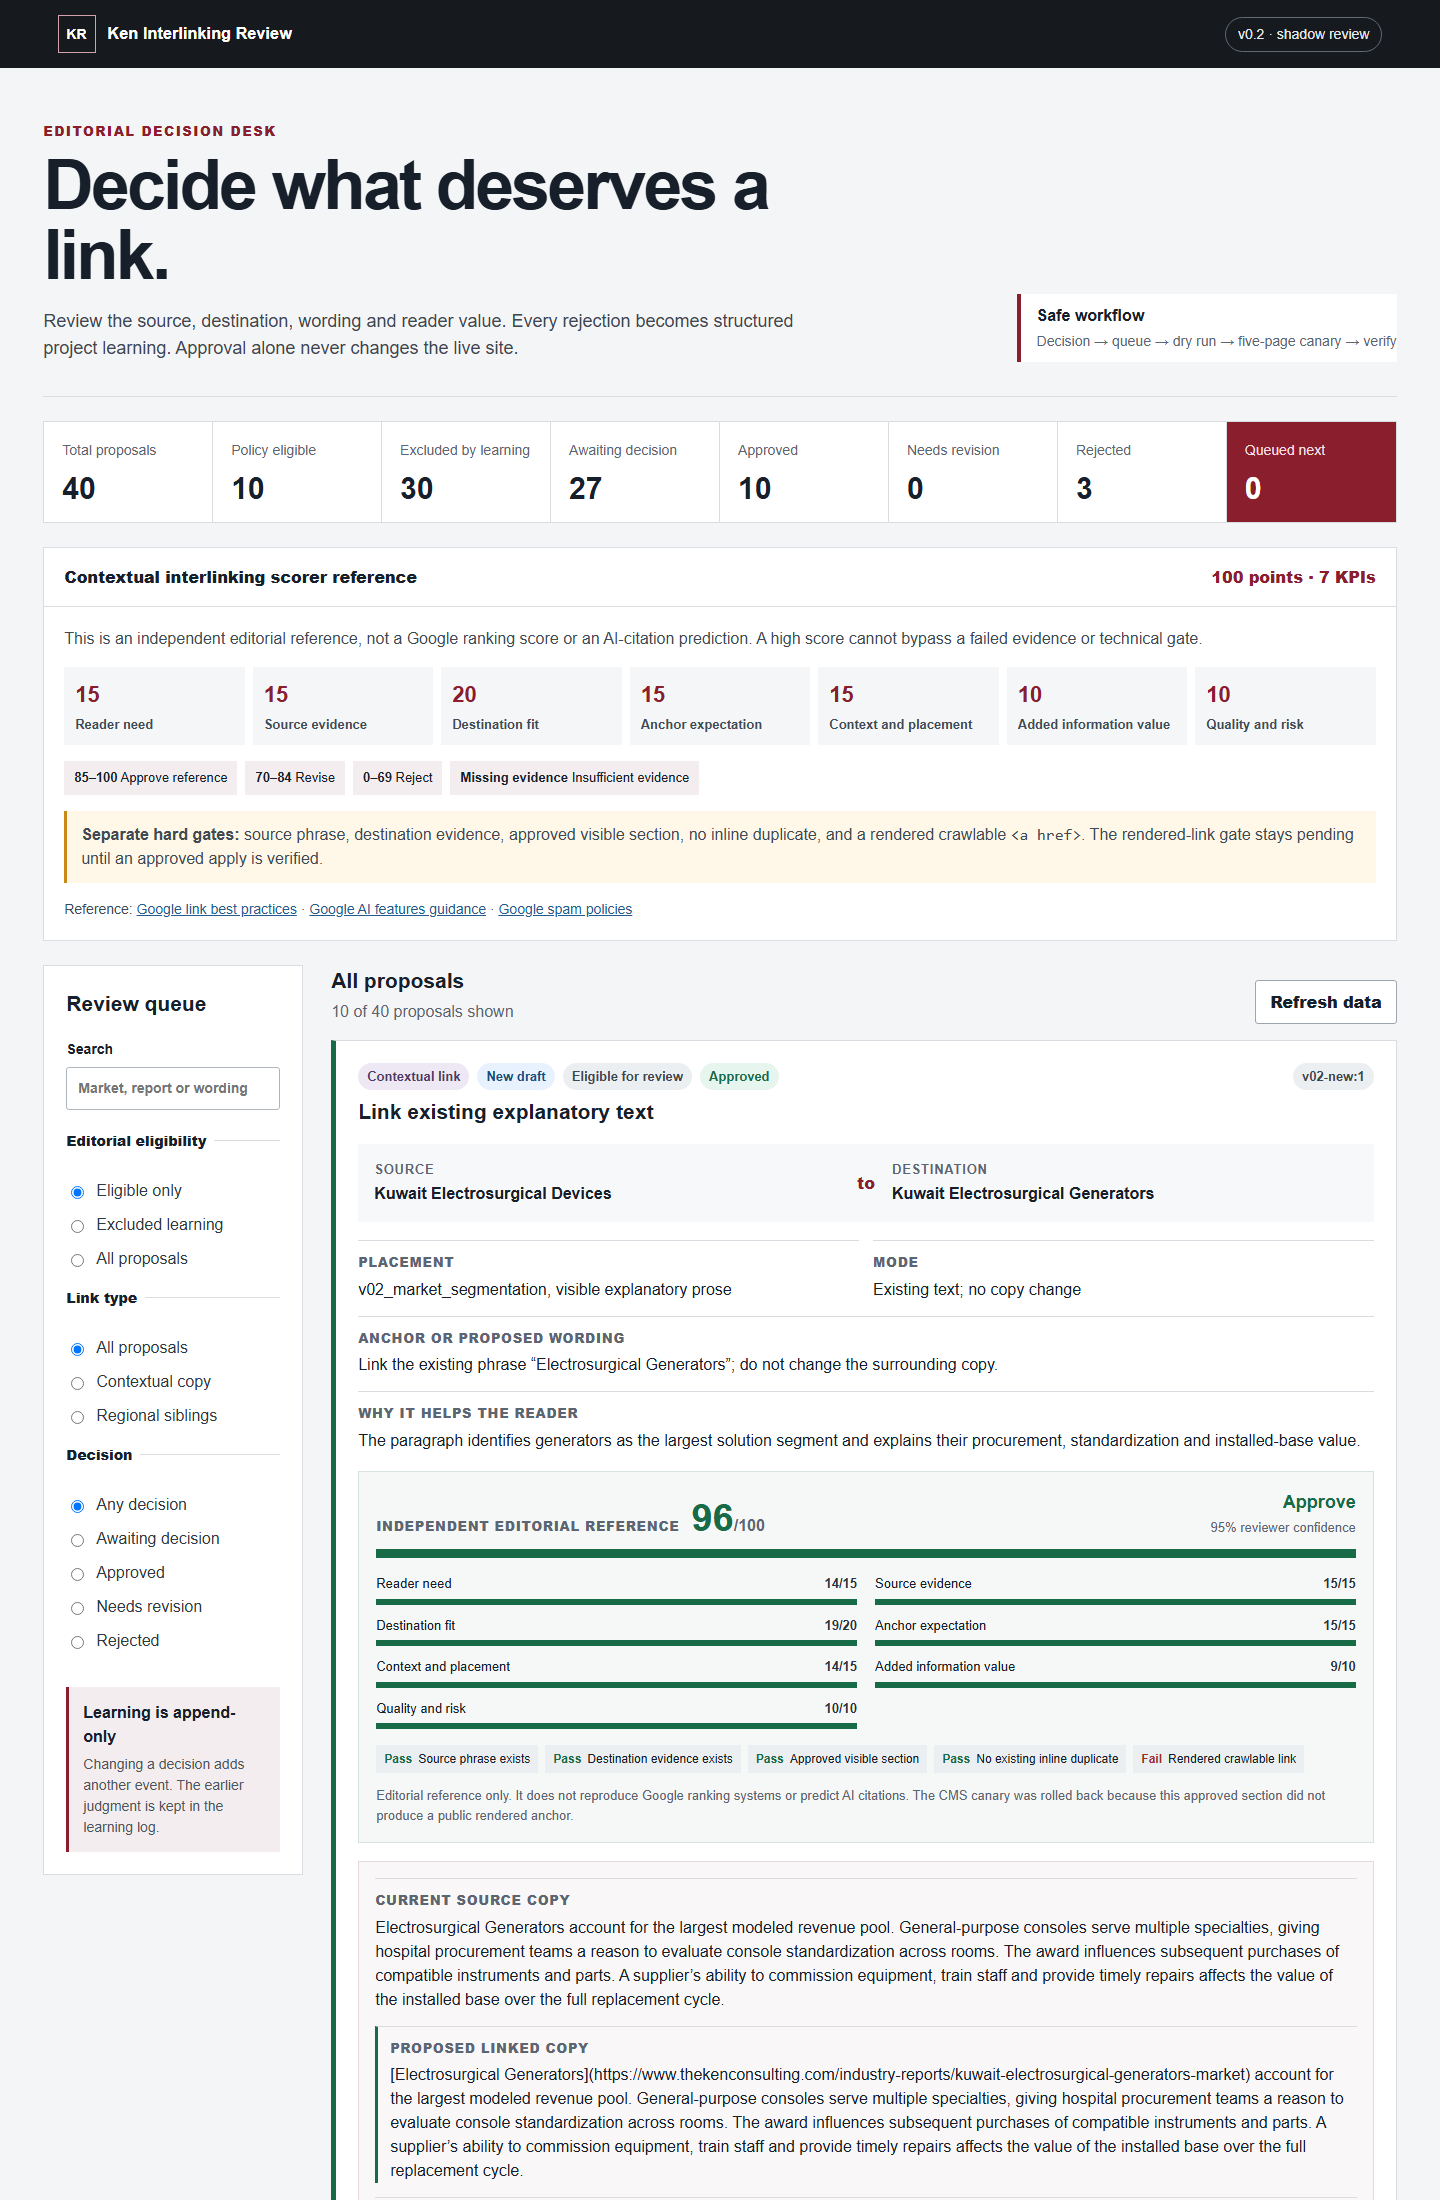 KR
Ken Interlinking Review
v0.2 · shadow review
EDITORIAL DECISION DESK
Decide what deserves a
link.
Review the source, destination, wording and reader value. Every rejection becomes structured
project learning. Approval alone never changes the live site.
Safe workflow
Decision → queue → dry run → five-page canary → verify
Total proposals
40
Policy eligible
10
Excluded by learning
30
Awaiting decision
27
Approved
10
Needs revision
0
Rejected
3
Queued next
0
Contextual interlinking scorer reference
100 points · 7 KPIs
This is an independent editorial reference, not a Google ranking score or an AI-citation prediction. A high score cannot bypass a failed evidence or technical gate.
15
Reader need
15
Source evidence
20
Destination fit
15
Anchor expectation
15
Context and placement
10
Added information value
10
Quality and risk
85–100 Approve reference
70–84 Revise
0–69 Reject
Missing evidence Insufficient evidence
Separate hard gates: source phrase, destination evidence, approved visible section, no inline duplicate, and a rendered crawlable <a href>. The rendered-link gate stays pending
until an approved apply is verified.
Reference: Google link best practices · Google AI features guidance · Google spam policies
Review queue
Search
Market, report or wording
Editorial eligibility
Eligible only
Excluded learning
All proposals
Link type
All proposals
Contextual copy
Regional siblings
Decision
Any decision
Awaiting decision
Approved
Needs revision
Rejected
Learning is append-
only
Changing a decision adds
another event. The earlier
judgment is kept in the
learning log.
All proposals
10 of 40 proposals shown
Refresh data
Contextual link
New draft
Eligible for review
Approved
v02-new:1
Link existing explanatory text
SOURCE
Kuwait Electrosurgical Devices
to
DESTINATION
Kuwait Electrosurgical Generators
PLACEMENT
v02_market_segmentation, visible explanatory prose
MODE
Existing text; no copy change
ANCHOR OR PROPOSED WORDING
Link the existing phrase “Electrosurgical Generators”; do not change the surrounding copy.
WHY IT HELPS THE READER
The paragraph identifies generators as the largest solution segment and explains their procurement, standardization and installed-base value.
INDEPENDENT EDITORIAL REFERENCE 96/100
Approve
95% reviewer confidence
Reader need 14/15
Source evidence 15/15
Destination fit 19/20
Anchor expectation 15/15
Context and placement 14/15
Added information value 9/10
Quality and risk 10/10
Pass Source phrase exists
Pass Destination evidence exists
Pass Approved visible section
Pass No existing inline duplicate
Fail Rendered crawlable link
Editorial reference only. It does not reproduce Google ranking systems or predict AI citations. The CMS canary was rolled back because this approved section did not
produce a public rendered anchor.
CURRENT SOURCE COPY
Electrosurgical Generators account for the largest modeled revenue pool. General-purpose consoles serve multiple specialties, giving
hospital procurement teams a reason to evaluate console standardization across rooms. The award influences subsequent purchases of
compatible instruments and parts. A supplier’s ability to commission equipment, train staff and provide timely repairs affects the value of
the installed base over the full replacement cycle.
PROPOSED LINKED COPY
[Electrosurgical Generators](https://www.thekenconsulting.com/industry-reports/kuwait-electrosurgical-generators-market) account for
the largest modeled revenue pool. General-purpose consoles serve multiple specialties, giving hospital procurement teams a reason to
evaluate console standardization across rooms. The award influences subsequent purchases of compatible instruments and parts. A
supplier’s ability to commission equipment, train staff and provide timely repairs affects the value of the installed base over the full
replacement cycle.